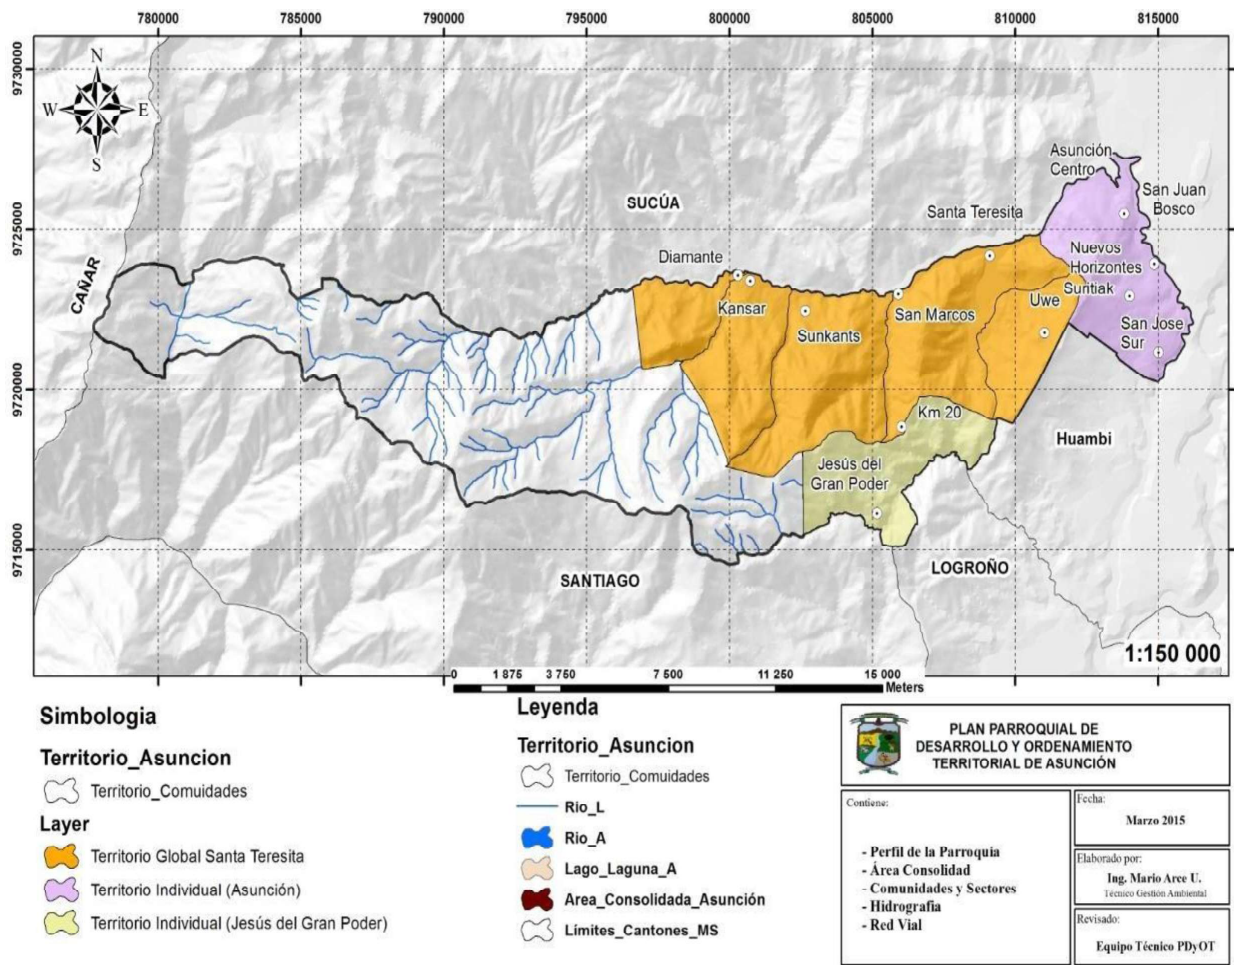 780000 785000 790000 795000 800000 805000 810000 815000
9730000
9725000
9720000
9715000
N
W E
S
Asunción
Centro
San Juan
Bosco
SUCÚA
Santa Teresita
Diamante
Nuevos
Horizontes
CAÑAR
Suntiak
Kansar
Uwe
San Marcos
Sunkants
San Jose
Sur
Km 20
Huambi
Jesús del
Gran Poder
SANTIAGO
LOGROÑO
1:150 000
0 1 875 3 750 7 500 11 250 15 000
Meters
Simbologia
Territorio_Asuncion
Territorio_Comuidades
Layer
Territorio Global Santa Teresita
Territorio Individual (Asunción)
Territorio Individual (Jesús del Gran Poder)
Leyenda
Territorio_Asuncion
Territorio_Comuidades
Rio_L
Rio_A
Lago_Laguna_A
Area_Consolidada_Asunción
Límites_Cantones_MS
PLAN PARROQUIAL DE
DESARROLLO Y ORDENAMIENTO
TERRITORIAL DE ASUNCIÓN
Contiene:
- Perfil de la Parroquia
- Área Consolidad
- Comunidades y Sectores
- Hidrografia
- Red Vial
Fecha:
Marzo 2015
Elaborado por:
Ing. Mario Arce U.
Técnico Gestión Ambiental
Revisado:
Equipo Técnico PDyOT